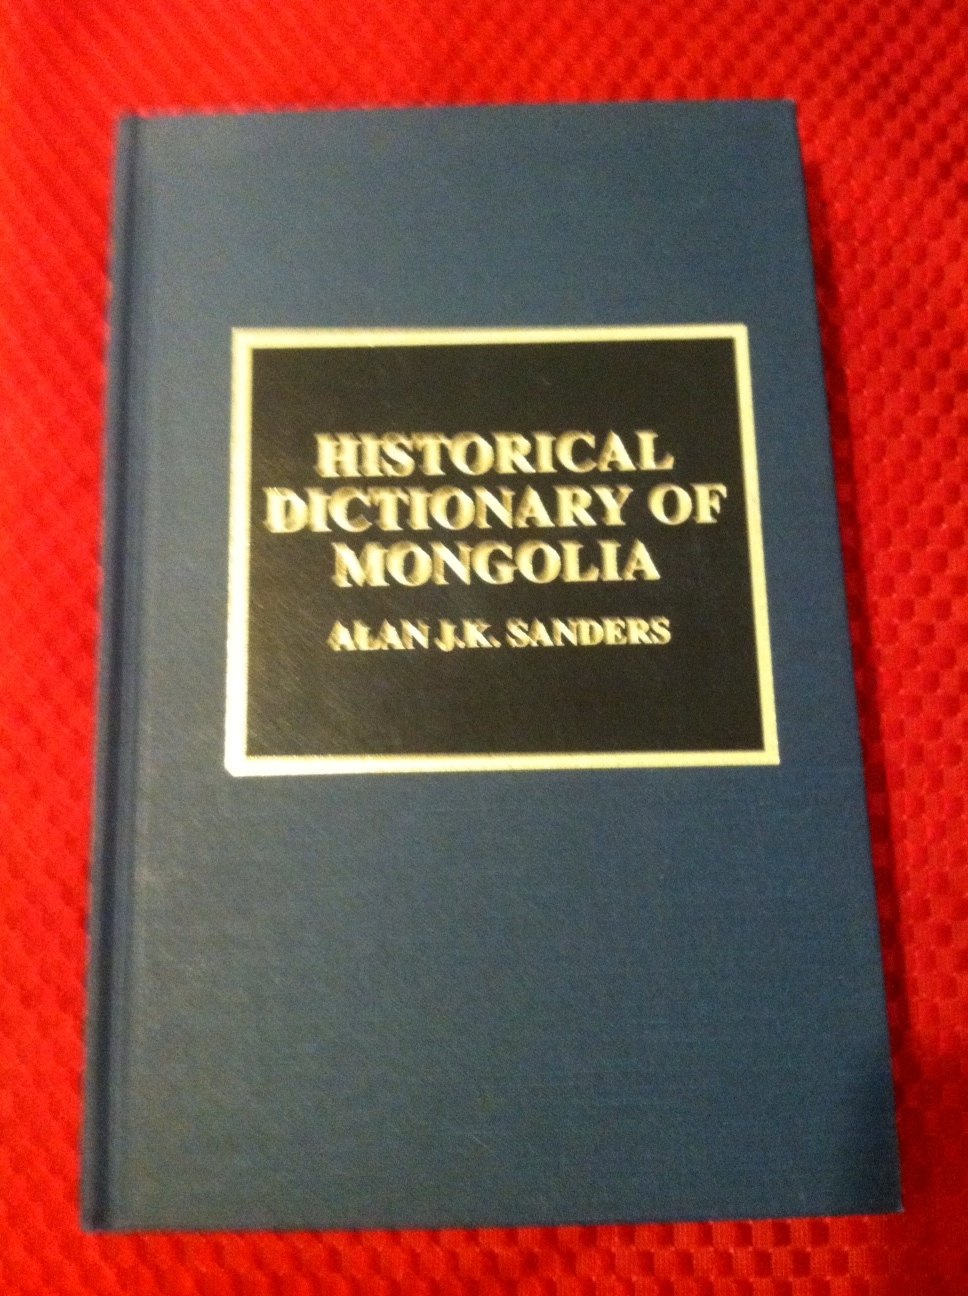 HISTORICAL
DICTIONARY OF
MONGOLIA
ALAN J.K. SANDERS